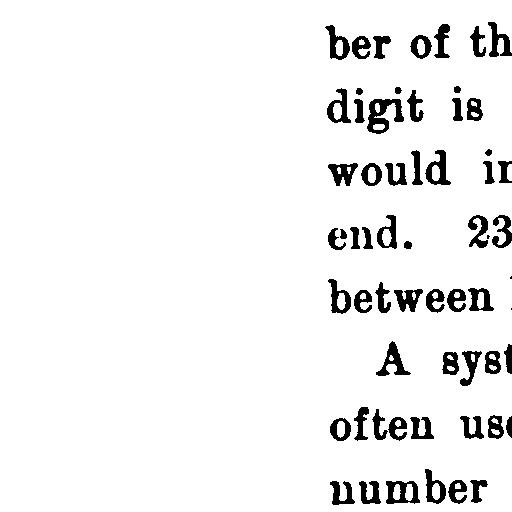 ber of th
digit is
would in
end. 23
between
A syst
often use
number